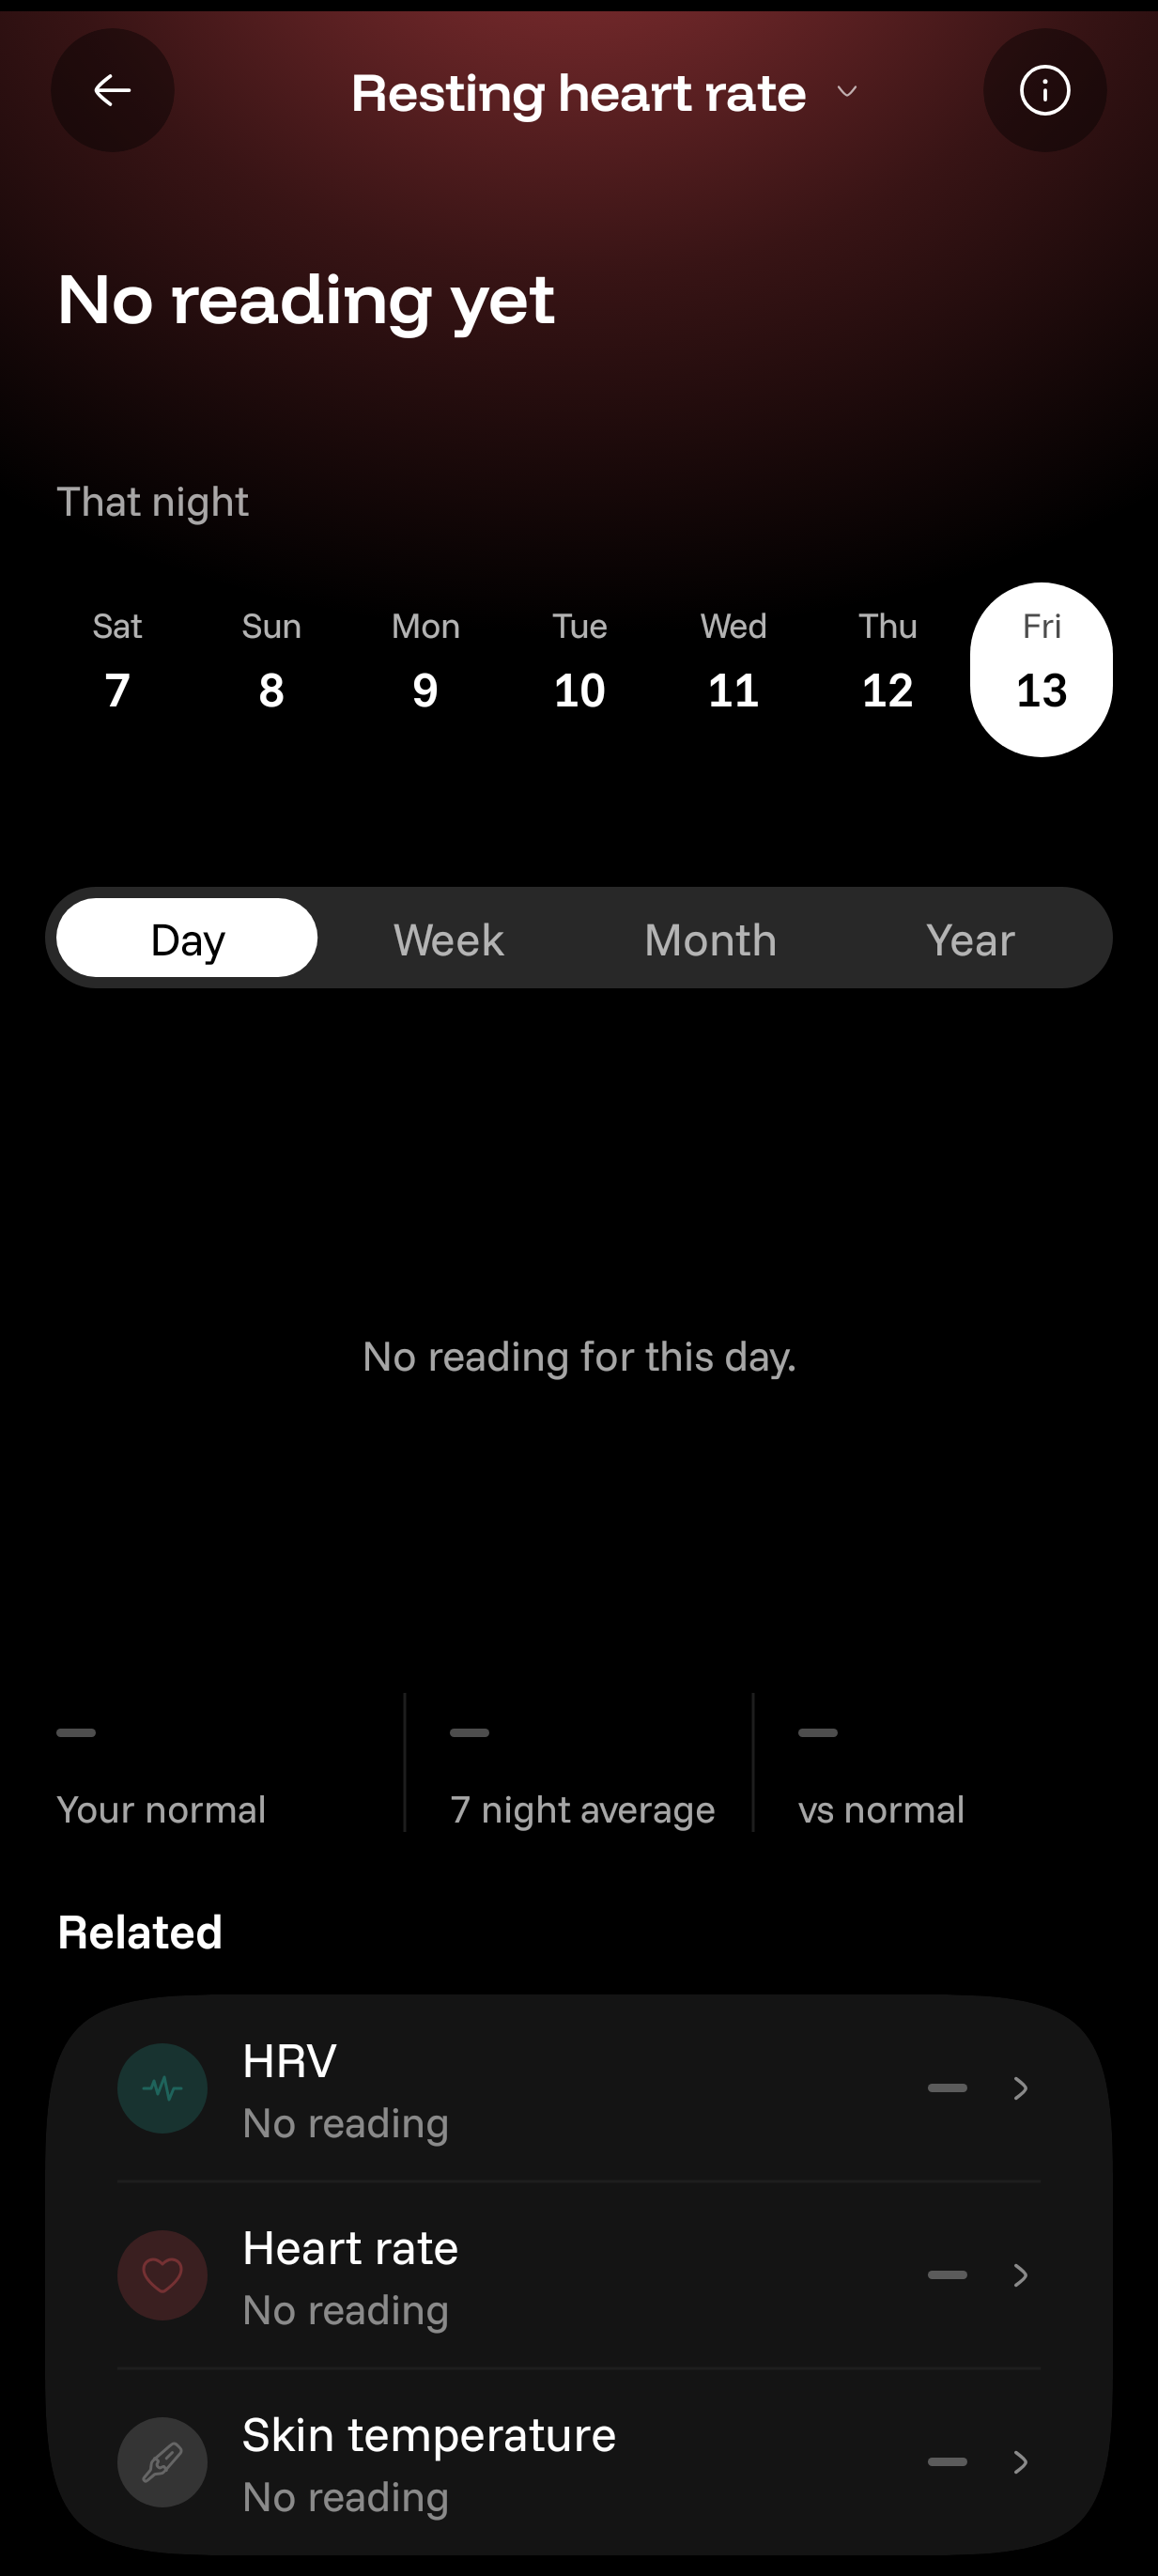 Resting heart rate
No reading yet
That night
Sat Sun Mon Tue Wed Thu Fri
7 8 9 10 11 12 13
Day Week Month Year
No reading for this day.
Your normal 7 night average vs normal
Related
HRV
No reading
Heart rate
No reading
Skin temperature
No reading